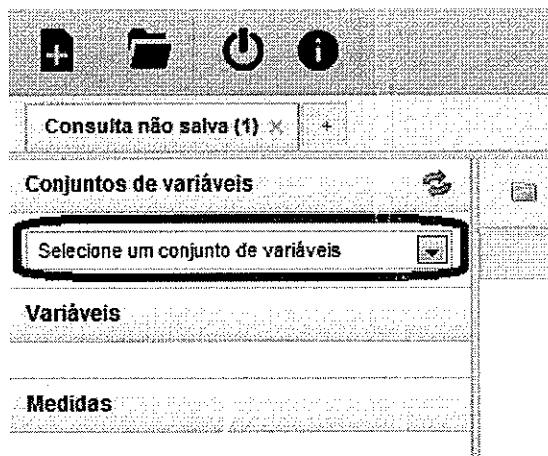 Consulta não salva (1) × +
Conjuntos de variáveis
Selecione um conjunto de variáveis
Variáveis
Medidas